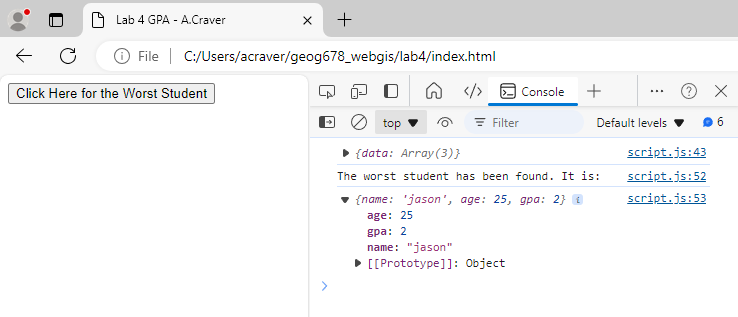 Lab 4 GPA - A.Craver
File C:/Users/acraver/geog678_webgis/lab4/index.html
Click Here for the Worst Student
Console
top Filter Default levels 6
{data: Array(3)} script.js:43
The worst student has been found. It is: script.js:52
{name: 'jason', age: 25, gpa: 2} i script.js:53
age: 25
gpa: 2
name: "jason"
[[Prototype]]: Object